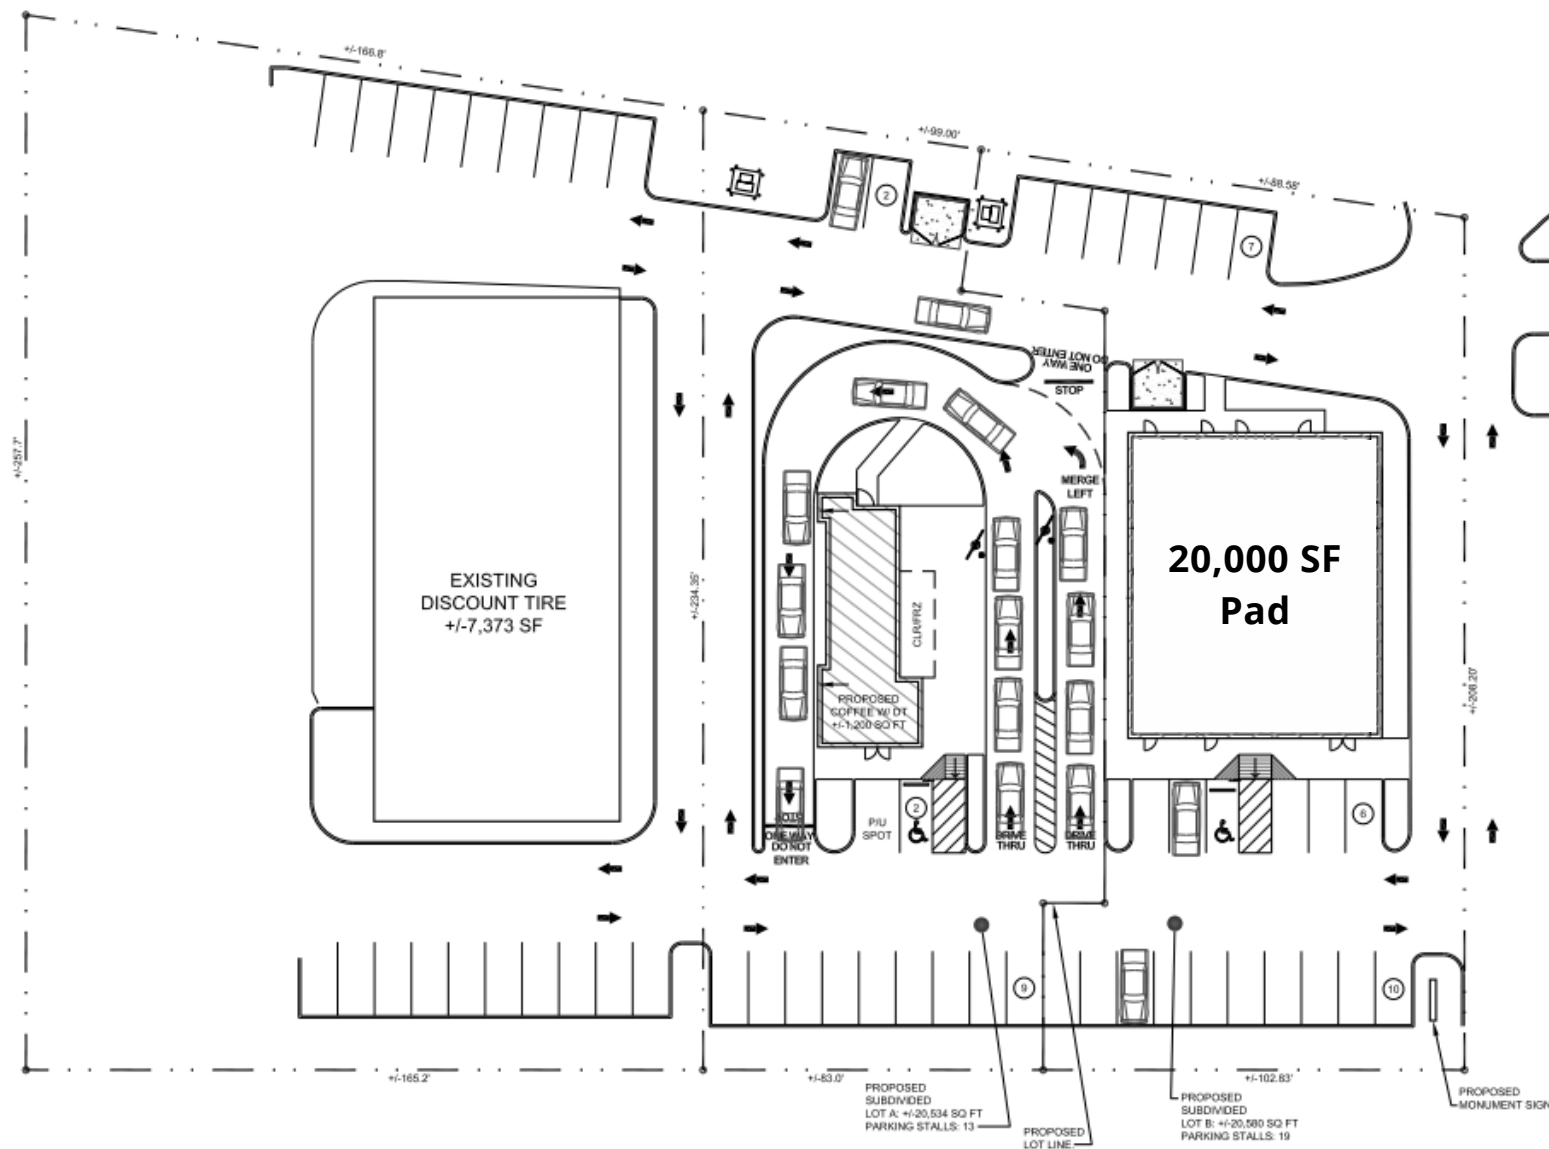 +/-166.8'
+/-99.00'
+/-88.58'
2
7
ONE WAY
DO NOT ENTER
STOP
+/-257.7'
MERGE
LEFT
EXISTING
DISCOUNT TIRE
+/-7,373 SF
+/-234.35'
CLR/FRZ
20,000 SF
Pad
+/-208.20'
PROPOSED
COFFEE W/ DT
+/-1,200 SQ FT
STOP
ONE WAY
DO NOT
ENTER
P/U
SPOT
2
DRIVE
THRU
DRIVE
THRU
6
9
10
+/-165.2'
+/-83.0'
+/-102.83'
PROPOSED
SUBDIVIDED
LOT A: +/-20,534 SQ FT
PARKING STALLS: 13
PROPOSED
LOT LINE
PROPOSED
SUBDIVIDED
LOT B: +/-20,580 SQ FT
PARKING STALLS: 19
PROPOSED
MONUMENT SIGN